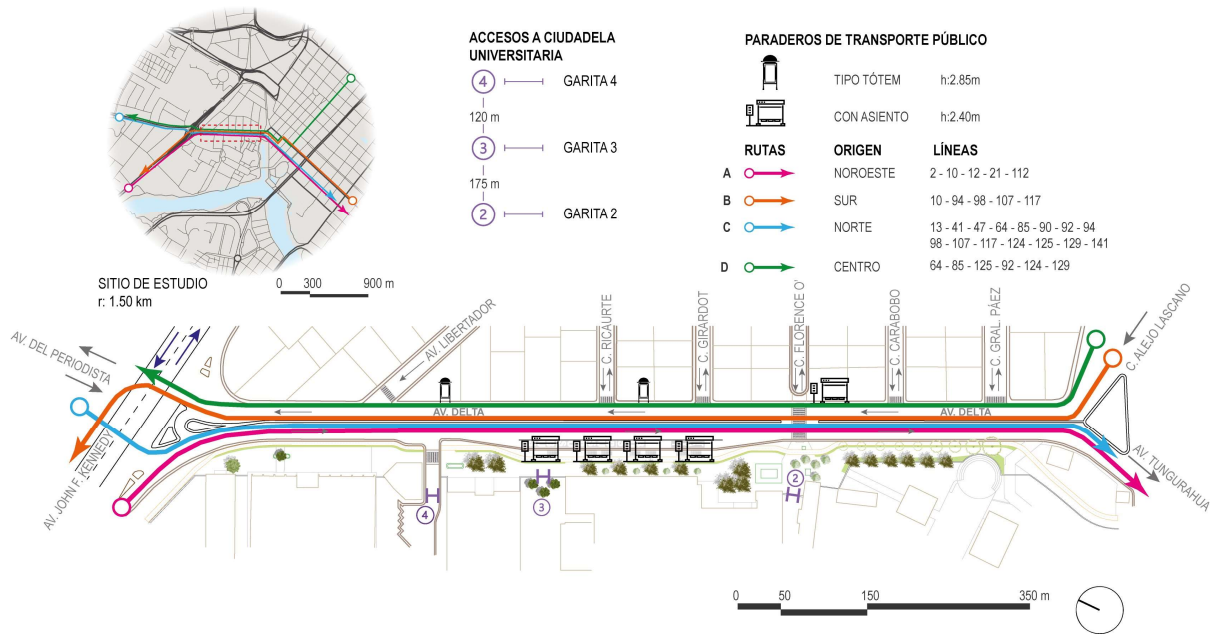 ACCESOS A CIUDADELA
UNIVERSITARIA
4 GARITA 4
120 m
3 GARITA 3
175 m
2 GARITA 2
PARADEROS DE TRANSPORTE PÚBLICO
TIPO TÓTEM h:2.85m
CON ASIENTO h:2.40m
RUTAS ORIGEN LÍNEAS
A NOROESTE 2 - 10 - 12 - 21 - 112
B SUR 10 - 94 - 98 - 107 - 117
C NORTE 13 - 41 - 47 - 64 - 85 - 90 - 92 - 94
98 - 107 - 117 - 124 - 125 - 129 - 141
D CENTRO 64 - 85 - 125 - 92 - 124 - 129
SITIO DE ESTUDIO
r: 1.50 km
0 300 900 m
AV. DEL PERIODISTA
AV. JOHN F. KENNEDY
AV. LIBERTADOR
C. RICAURTE
C. GIRARDOT
C. FLORENCE O'
C. CARABOBO
C. GRAL. PÁEZ
C. ALEJO LASCANO
AV. DELTA
AV. DELTA
AV. TUNGURAHUA
4
3
2
0 50 150 350 m